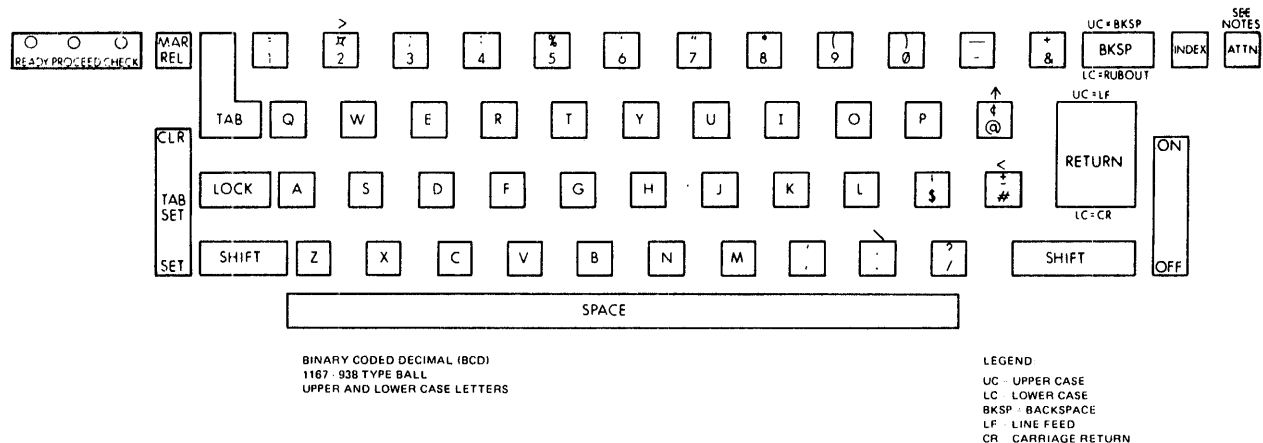 SEE
NOTES
> UC=BKSP
READY PROCEED CHECK MAR REL = 1 ¤ 2 ; 3 : 4 % 5 ' 6 " 7 * 8 ( 9 ) Ø — - + & BKSP INDEX ATTN
LC=RUBOUT
↑ UC=LF
TAB Q W E R T Y U I O P ¢ @
CLR RETURN ON
<
TAB SET LOCK A S D F G H J K L ! $ ± #
LC=CR
\
SET SHIFT Z X C V B N M , . ? / SHIFT OFF
SPACE
BINARY CODED DECIMAL (BCD)
1167-938 TYPE BALL
UPPER AND LOWER CASE LETTERS
LEGEND
UC - UPPER CASE
LC - LOWER CASE
BKSP - BACKSPACE
LF - LINE FEED
CR CARRIAGE RETURN